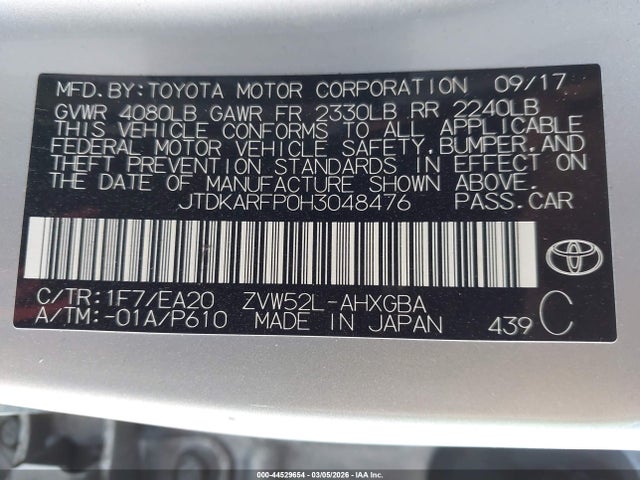 MFD.BY:TOYOTA MOTOR CORPORATION 09/17
GVWR 4080LB GAWR FR 2330LB RR 2240LB
THIS VEHICLE CONFORMS TO ALL APPLICABLE
FEDERAL MOTOR VEHICLE SAFETY,BUMPER,AND
THEFT PREVENTION STANDARDS IN EFFECT ON
THE DATE OF MANUFACTURE SHOWN ABOVE.
JTDKARFP0H3048476 PASS.CAR
C/TR:1F7/EA20 ZVW52L-AHXGBA
A/TM:-01A/P610 MADE IN JAPAN 439 C
000-44529654 | 03/05/2026 | IAA Inc.